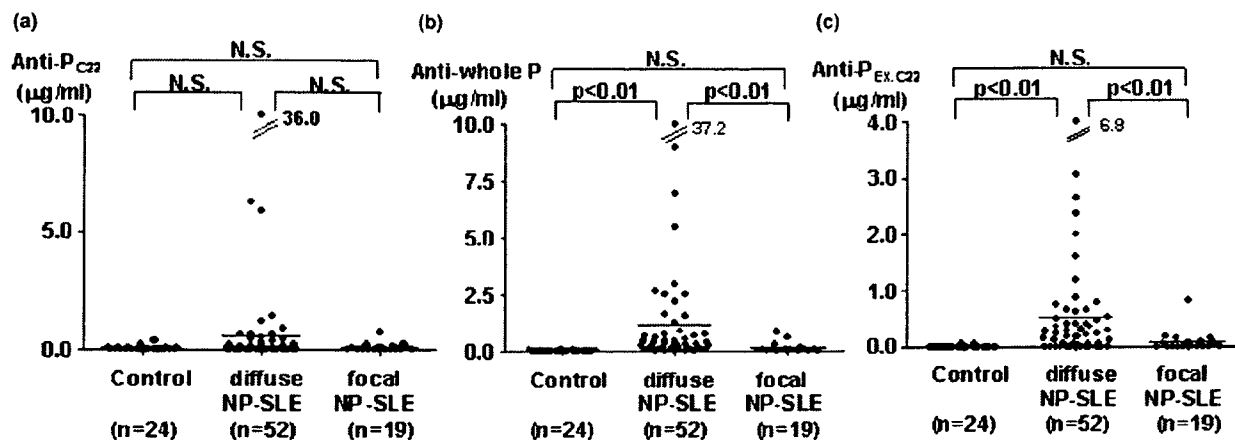 (a)
Anti-P C22
(µg/ml)
N.S.
N.S.
N.S.
10.0
36.0
5.0
0.0
Control
diffuse
NP-SLE
focal
NP-SLE
(n=24)
(n=52)
(n=19)
(b)
Anti-whole P
(µg/ml)
N.S.
p<0.01
p<0.01
10.0
37.2
7.5
5.0
2.5
0.0
Control
diffuse
NP-SLE
focal
NP-SLE
(n=24)
(n=52)
(n=19)
(c)
Anti-P EX. C22
(µg/ml)
N.S.
p<0.01
p<0.01
4.0
6.8
3.0
2.0
1.0
0.0
Control
diffuse
NP-SLE
focal
NP-SLE
(n=24)
(n=52)
(n=19)